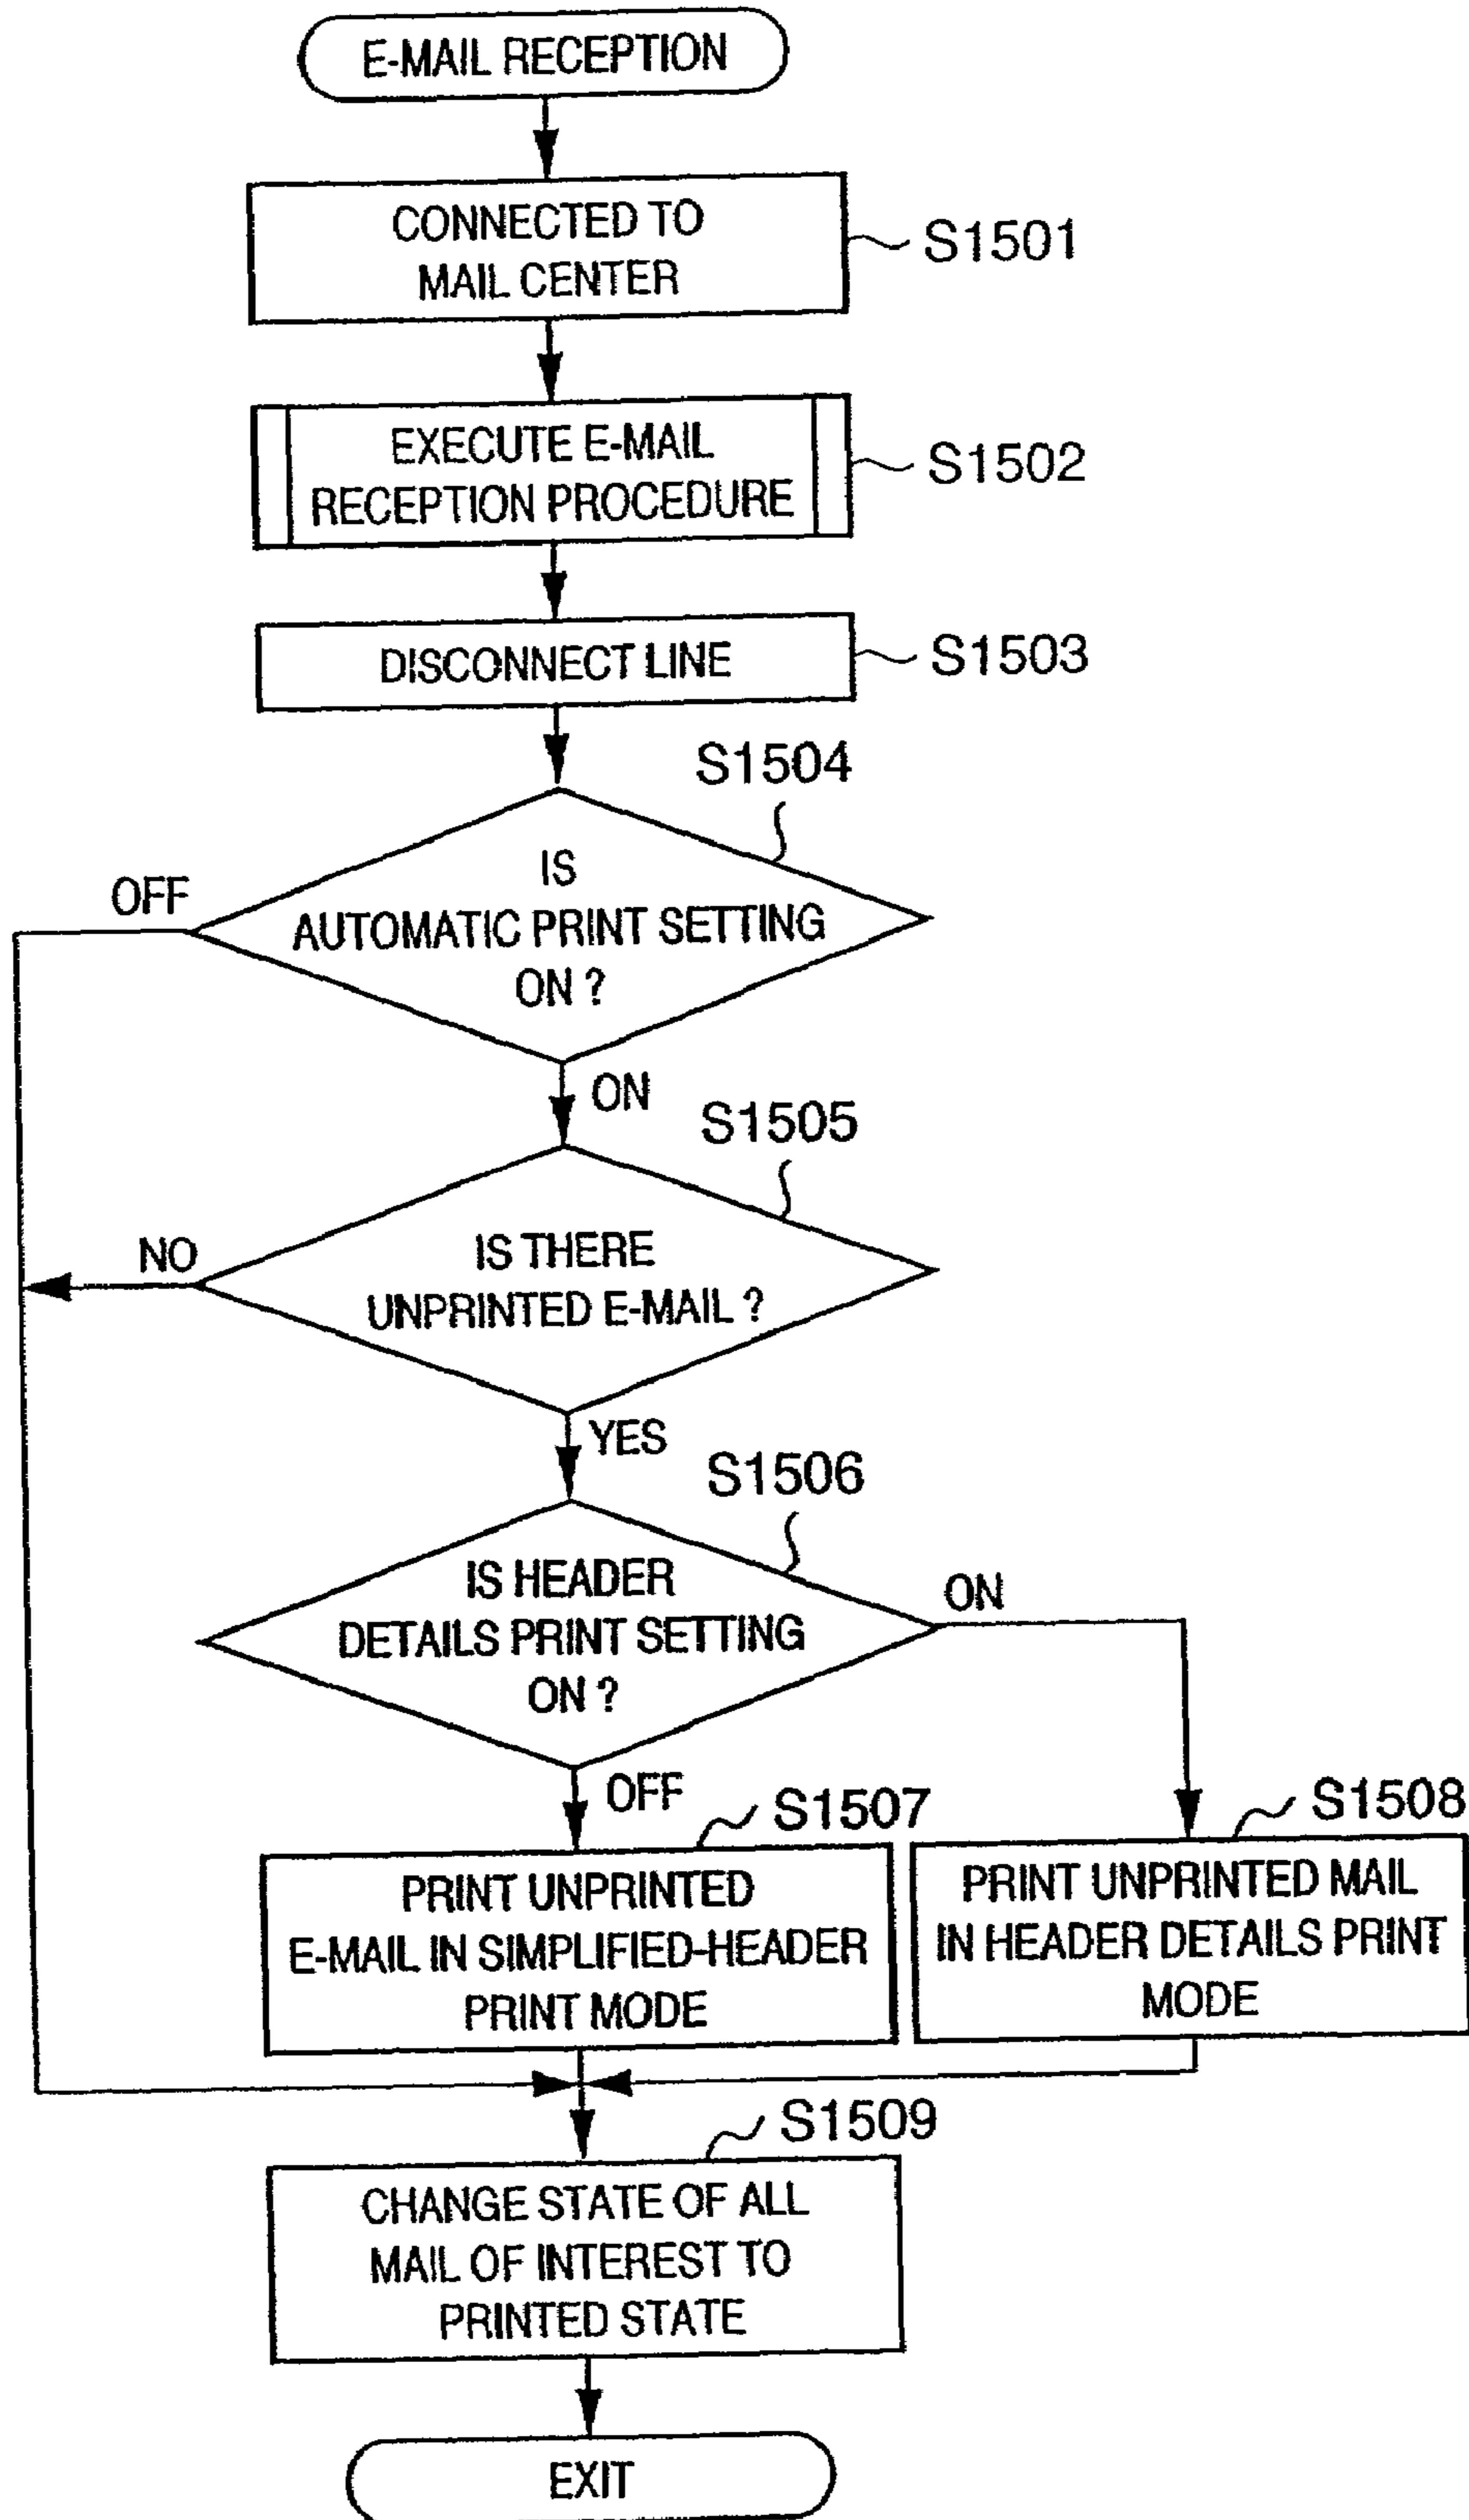 E-MAIL RECEPTION
CONNECTED TO
MAIL CENTER
S1501
EXECUTE E-MAIL
RECEPTION PROCEDURE
S1502
DISCONNECT LINE
S1503
S1504
IS
AUTOMATIC PRINT SETTING
ON ?
OFF
ON
S1505
IS THERE
UNPRINTED E-MAIL ?
NO
YES
S1506
IS HEADER
DETAILS PRINT SETTING
ON ?
ON
OFF
S1507
PRINT UNPRINTED
E-MAIL IN SIMPLIFIED-HEADER
PRINT MODE
S1508
PRINT UNPRINTED MAIL
IN HEADER DETAILS PRINT
MODE
S1509
CHANGE STATE OF ALL
MAIL OF INTEREST TO
PRINTED STATE
EXIT